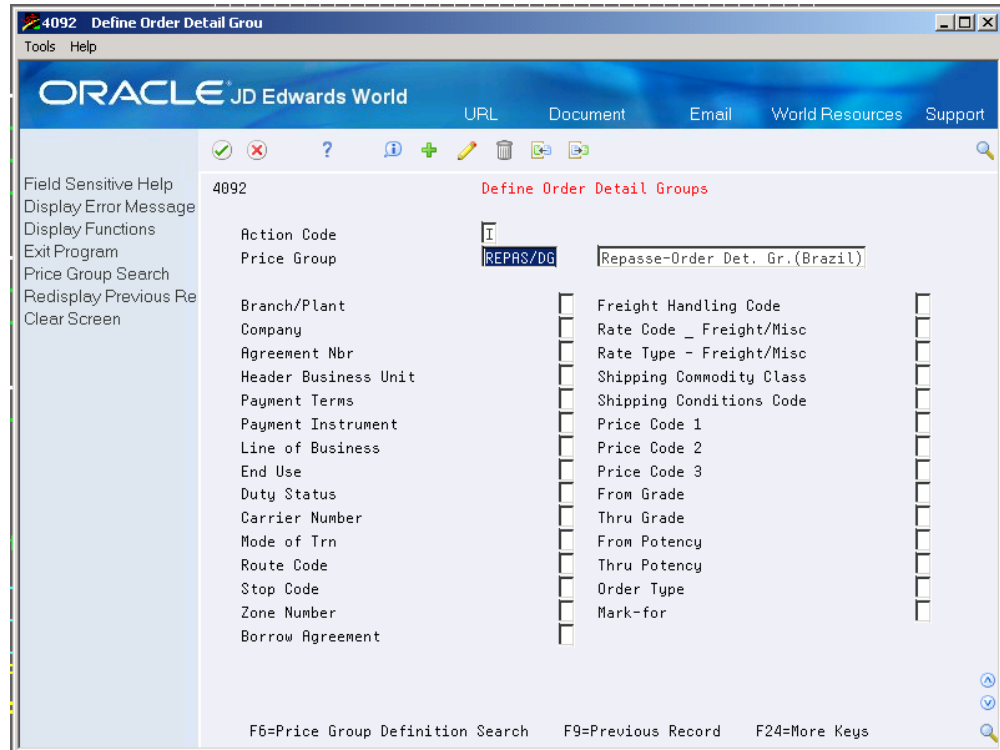 4092 Define Order Detail Grou
Tools Help
ORACLE JD Edwards World
URL Document Email World Resources Support
Field Sensitive Help
Display Error Message
Display Functions
Exit Program
Price Group Search
Redisplay Previous Re
Clear Screen
4092 Define Order Detail Groups
Action Code I
Price Group REPAS/DG Repasse-Order Det. Gr.(Brazil)
Branch/Plant Freight Handling Code
Company Rate Code _ Freight/Misc
Agreement Nbr Rate Type - Freight/Misc
Header Business Unit Shipping Commodity Class
Payment Terms Shipping Conditions Code
Payment Instrument Price Code 1
Line of Business Price Code 2
End Use Price Code 3
Duty Status From Grade
Carrier Number Thru Grade
Mode of Trn From Potency
Route Code Thru Potency
Stop Code Order Type
Zone Number Mark-for
Borrow Agreement
F6=Price Group Definition Search F9=Previous Record F24=More Keys